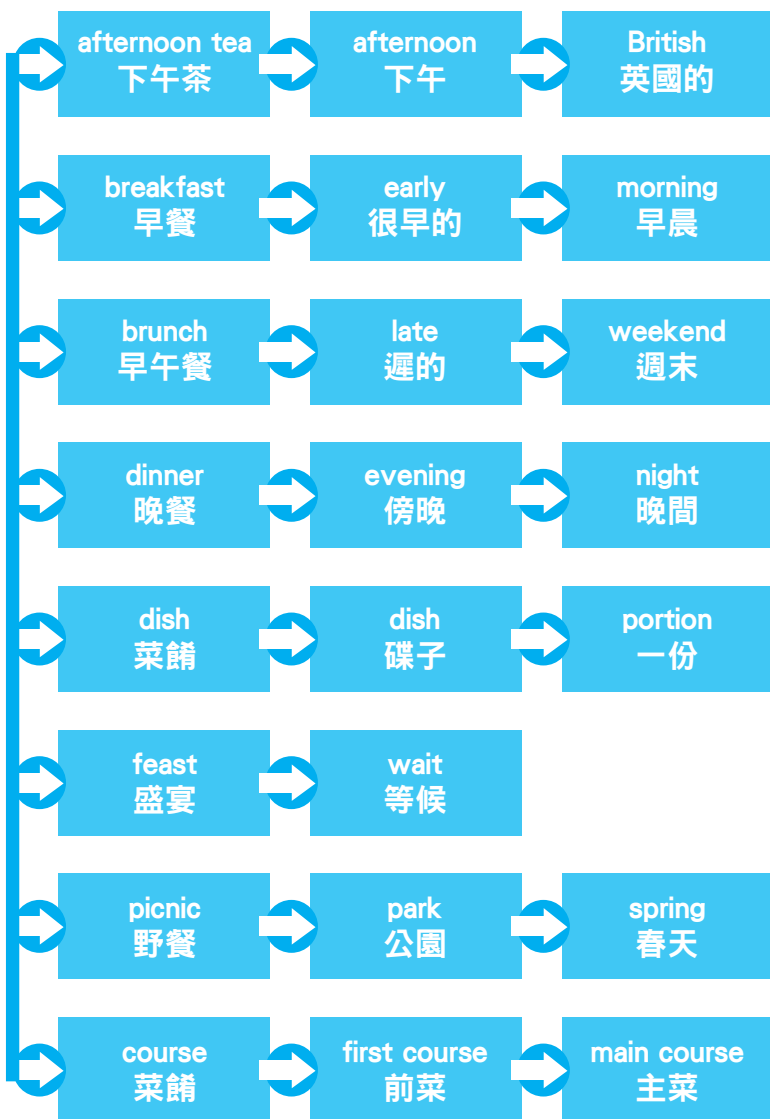 afternoon tea
下午茶
afternoon
下午
British
英國的
breakfast
早餐
early
很早的
morning
早晨
brunch
早午餐
late
遲的
weekend
週末
dinner
晚餐
evening
傍晚
night
晚間
dish
菜餚
dish
碟子
portion
一份
feast
盛宴
wait
等候
picnic
野餐
park
公園
spring
春天
course
菜餚
first course
前菜
main course
主菜